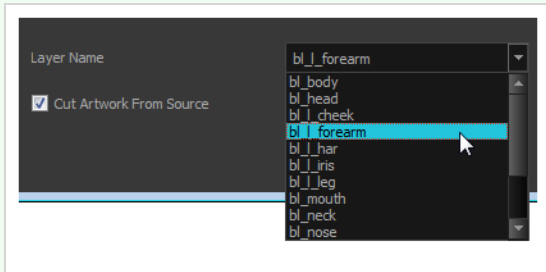 Layer Name
bl_l_forearm
Cut Artwork From Source
bl_body
bl_head
bl_l_cheek
bl_l_forearm
bl_l_har
bl_l_iris
bl_l_leg
bl_mouth
bl_neck
bl_nose